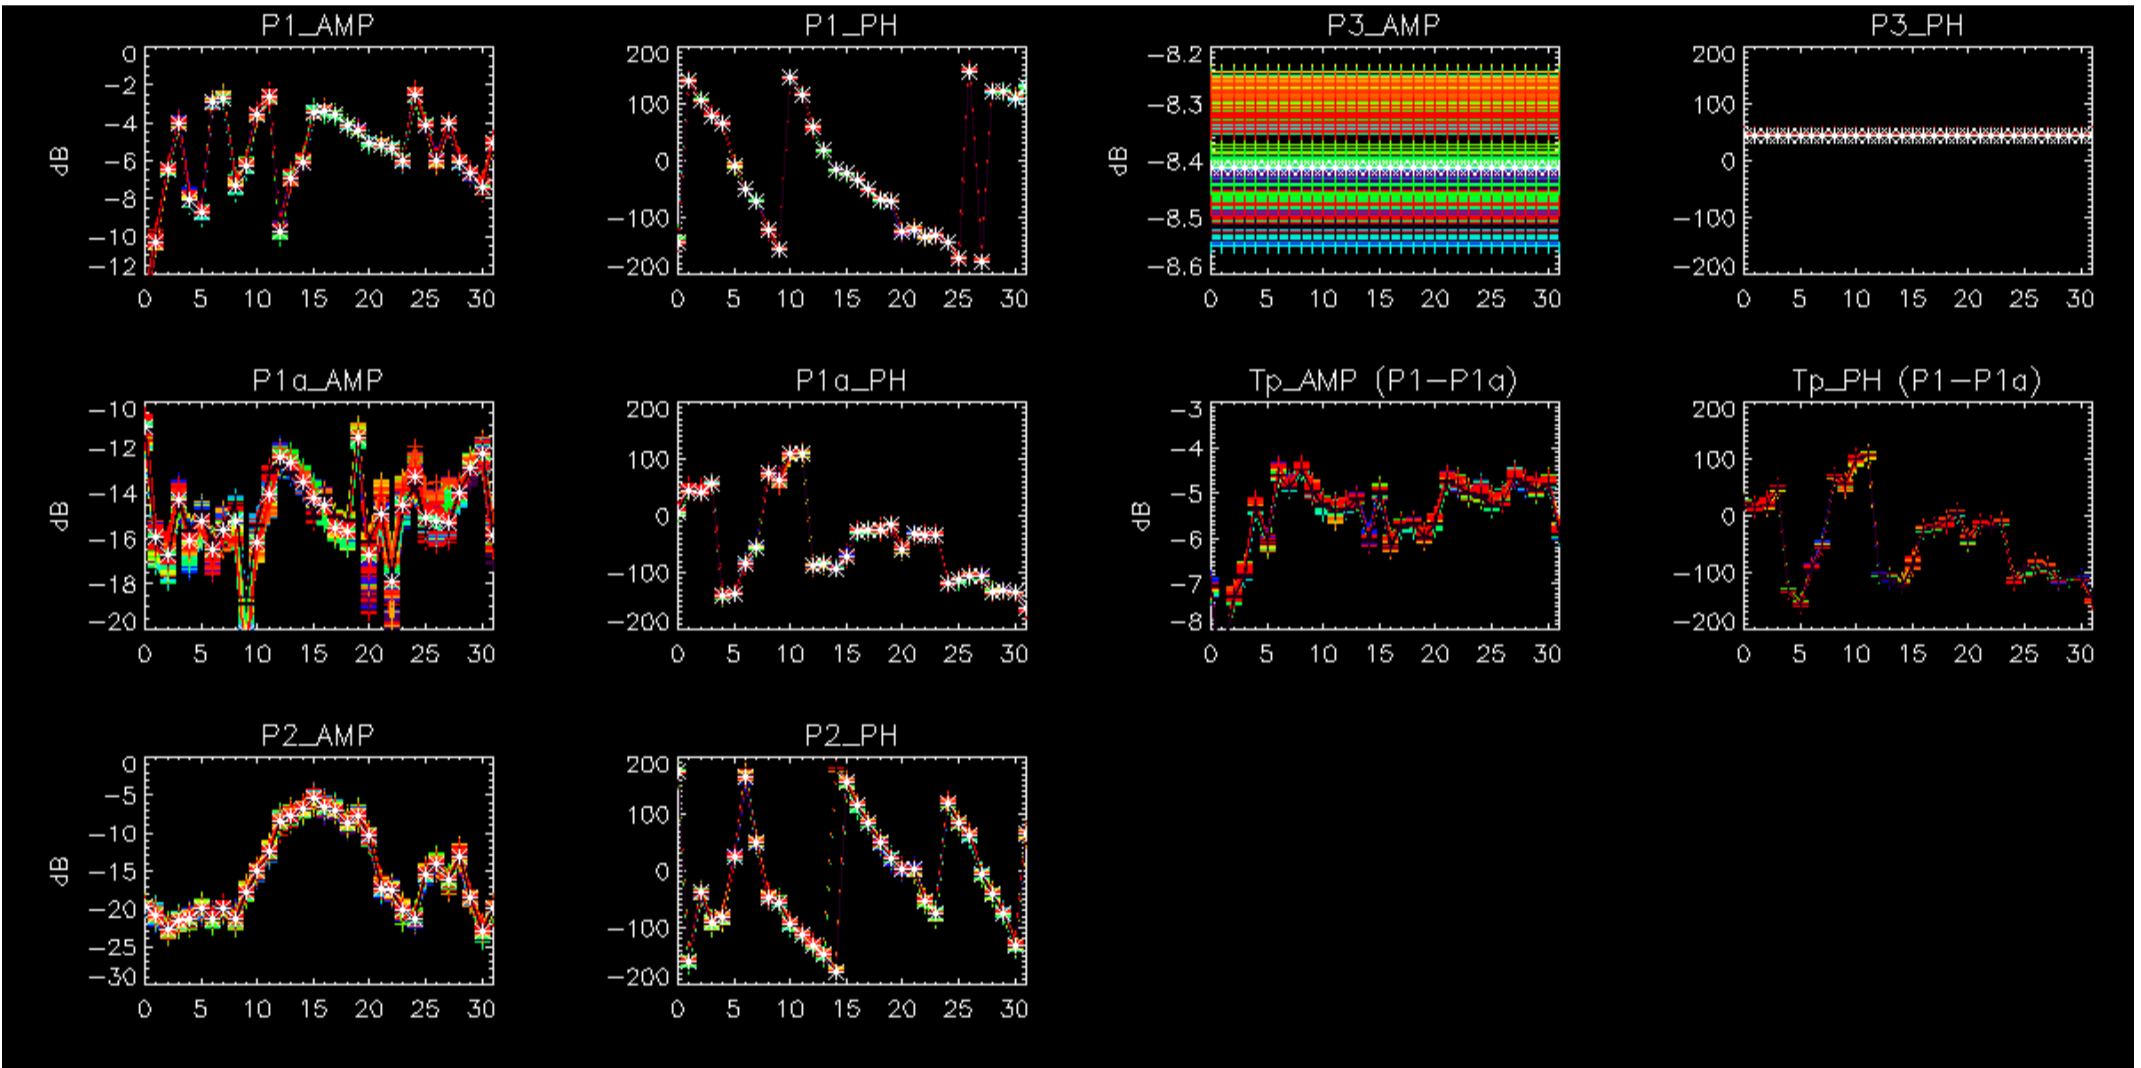 P1_AMP P1_PH P3_AMP P3_PH
0 200 −8.2 200
−2
−4 100 −8.3 100
dB −6 0 dB −8.4 0
−8
−10 −100 −8.5 −100
−12 −200 −8.6 −200
0 5 10 15 20 25 30 0 5 10 15 20 25 30 0 5 10 15 20 25 30 0 5 10 15 20 25 30
P1a_AMP P1a_PH Tp_AMP (P1−P1a) Tp_PH (P1−P1a)
−10 200 −3 200
−12 100 −4 100
−14 0 −5 0
dB dB
−16 −6
−18 −100 −7 −100
−20 −200 −8 −200
0 5 10 15 20 25 30 0 5 10 15 20 25 30 0 5 10 15 20 25 30 0 5 10 15 20 25 30
P2_AMP P2_PH
0 200
−5
−10 100
dB −15 0
−20
−25 −100
−30 −200
0 5 10 15 20 25 30 0 5 10 15 20 25 30